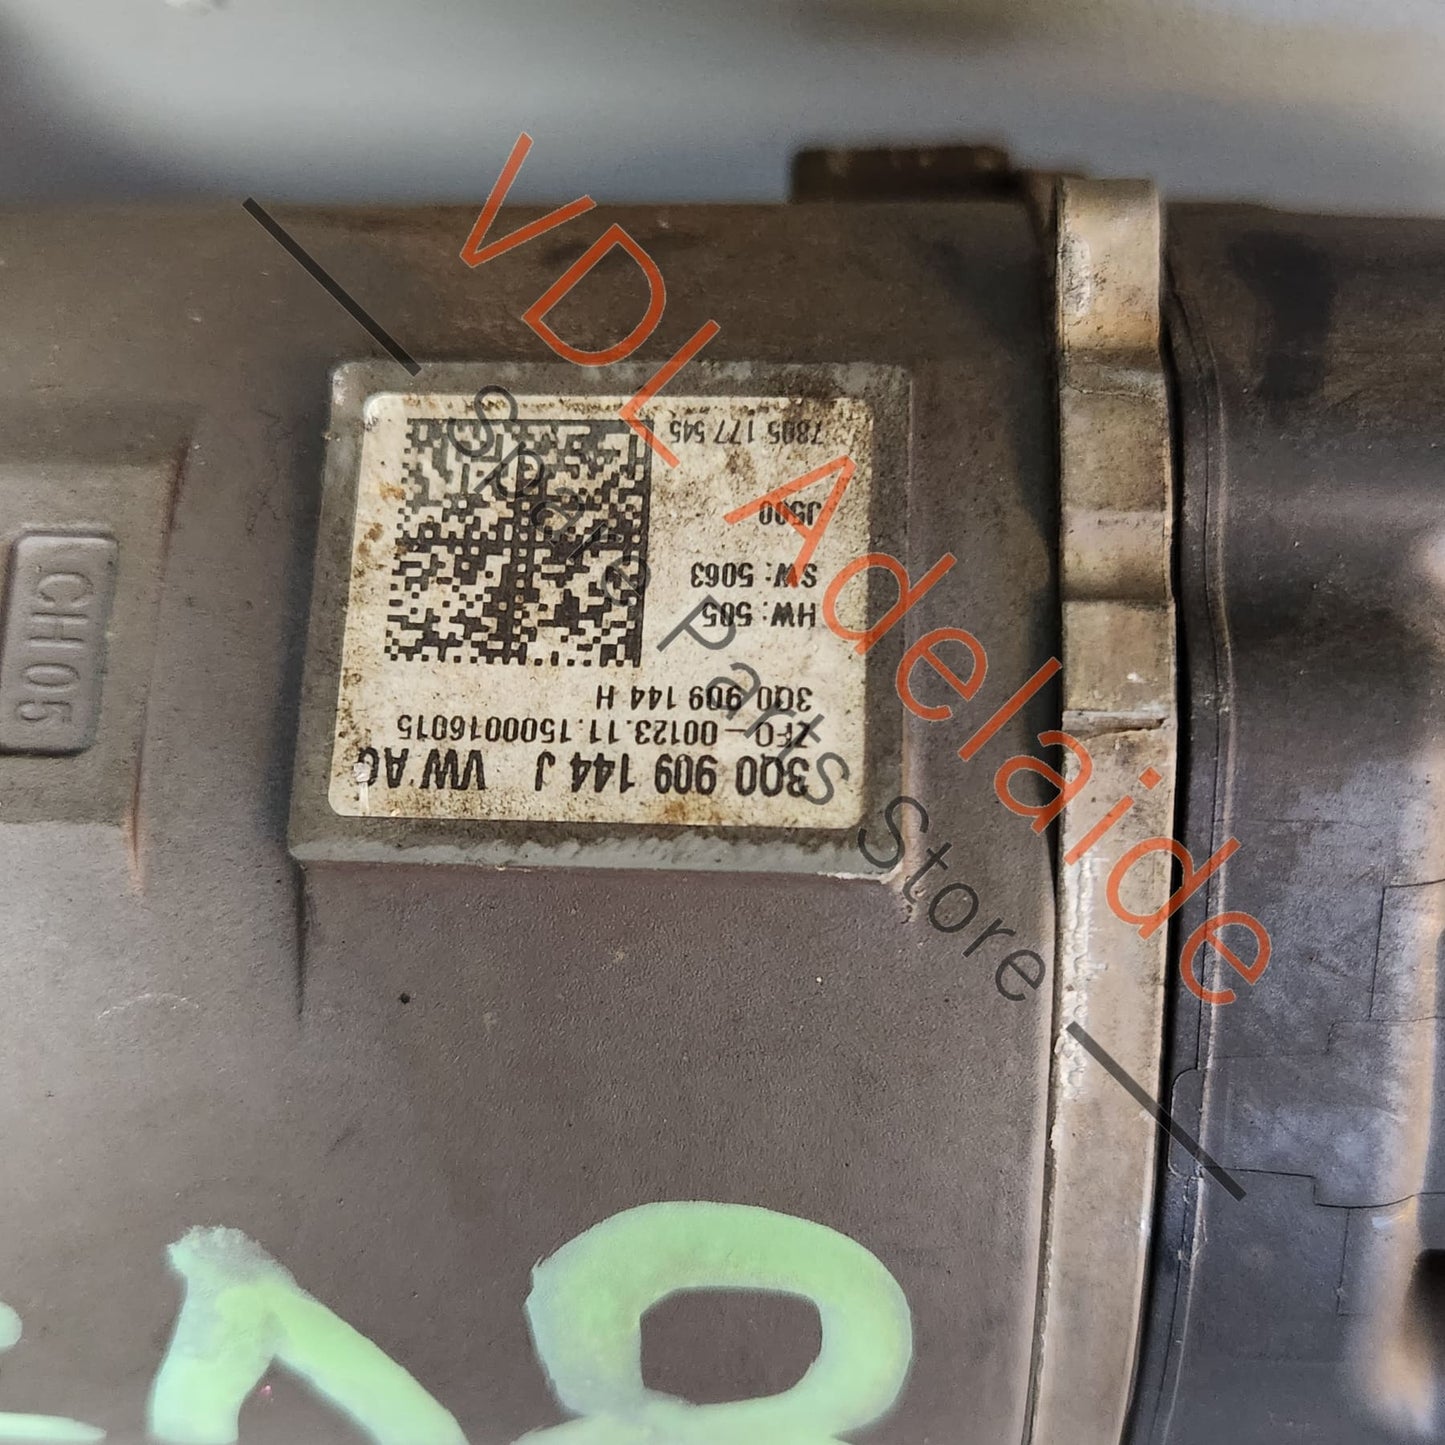 3Q0 909 144 J VW AG
ZFO - 00123.11.1500016015
3Q0 909 144 H
HW: 505
SW: 5063
J500
7805 177 545
CH05
VDL Adelaide
Spare Parts Store